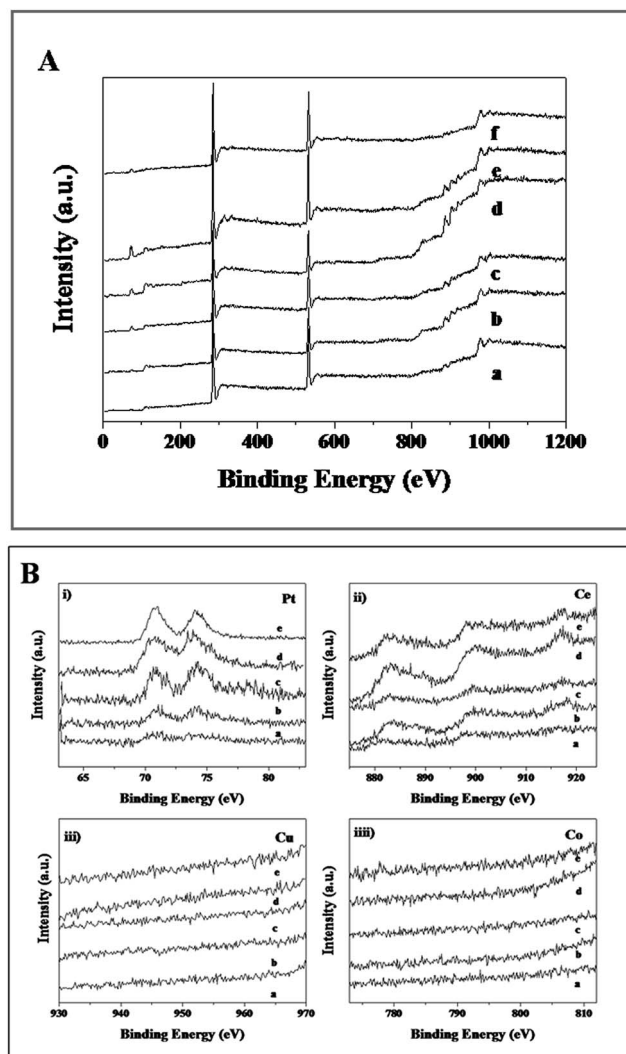 A
Intensity (a.u.)
f
e
d
c
b
a
0 200 400 600 800 1000 1200
Binding Energy (eV)
B
i) Pt
Intensity (a.u.)
e
d
c
b
a
65 70 75 80
Binding Energy (eV)
ii) Ce
Intensity (a.u.)
e
d
c
b
a
880 890 900 910 920
Binding Energy (eV)
iii) Cu
Intensity (a.u.)
e
d
c
b
a
930 940 950 960 970
Binding Energy (eV)
iiii) Co
Intensity (a.u.)
e
d
c
b
a
780 790 800 810
Binding Energy (eV)